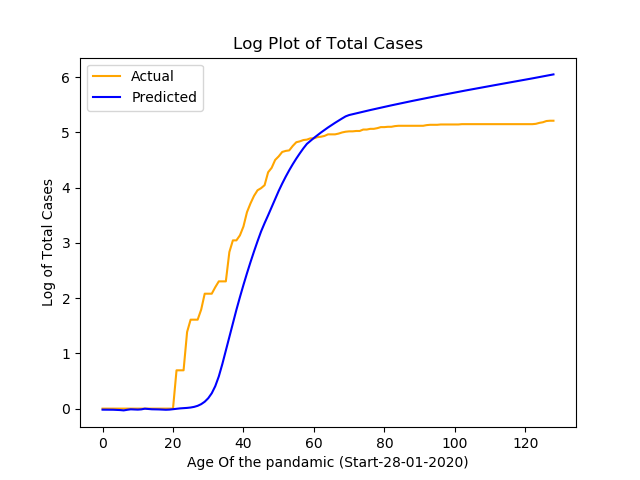 Log Plot of Total Cases
Actual
Predicted
Log of Total Cases
6
5
4
3
2
1
0
0 20 40 60 80 100 120
Age Of the pandamic (Start-28-01-2020)